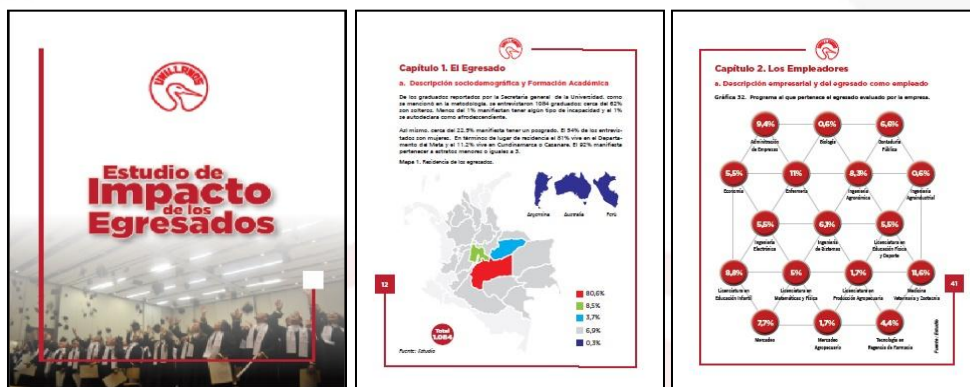 UNILLANOS
Estudio de
Impacto
de los
Egresados
Capítulo 1. El Egresado
a. Descripción sociodemográfica y Formación Académica
De los graduados reportados por la Secretaría general de la Universidad, como
se mencionó en la metodología, se entrevistaron 1084 graduados; cerca del 62%
son solteros. Menos del 1% manifiestan tener algún tipo de incapacidad y el 1%
se autodeclara como afrodescendiente.
Así mismo, cerca del 22.5% manifiesta tener un posgrado. El 54% de los entrevis-
tados son mujeres. En términos de lugar de residencia el 81% vive en el Departa-
mento del Meta y el 11.2% vive en Cundinamarca o Casanare. El 92% manifiesta
pertenecer a estratos menores o iguales a 3.
Mapa 1. Residencia de los egresados.
Argentina Australia Perú
12
80,6%
8,5%
3,7%
6,9%
0,3%
Total
1.084
Fuente: Estudio
Capítulo 2. Los Empleadores
a. Descripción empresarial y del egresado como empleado
Gráfica 32. Programa al que pertenece el egresado evaluado por la empresa.
9,4% 0,6% 6,6%
Administración
de Empresas
Biología
Contaduría
Pública
5,5% 11% 8,3% 0,6%
Economía
Enfermería
Ingeniería
Agronómica
Ingeniería
Agroindustrial
5,5% 6,1% 5,5%
Ingeniería
Electrónica
Ingeniería
de Sistemas
Licenciatura en
Educación Física
y Deporte
8,8% 5% 1,7% 11,6%
Licenciatura en
Educación Infantil
Licenciatura en
Matemáticas y Física
Licenciatura en
Producción Agropecuaria
Medicina
Veterinaria y Zootecnia
41
7,7% 1,7% 4,4%
Mercadeo
Mercadeo
Agropecuario
Tecnología en
Regencia de Farmacia
Fuente: Estudio